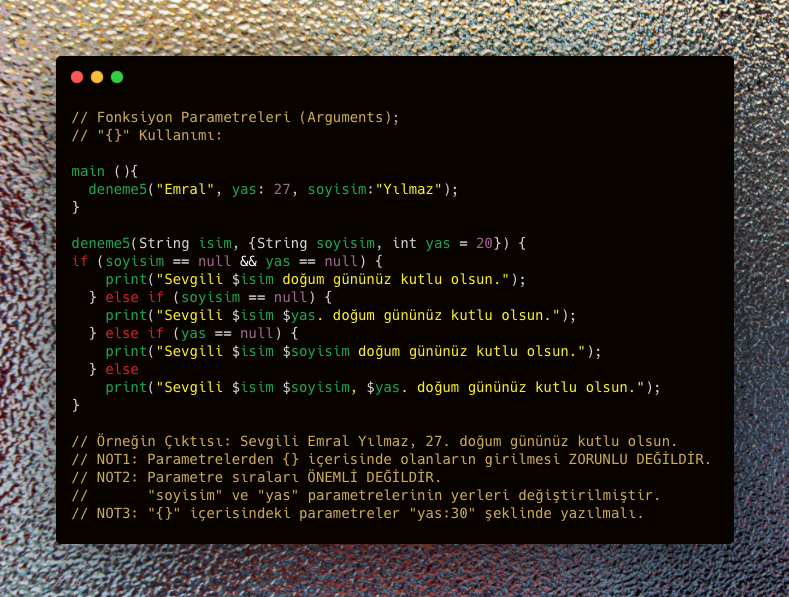 // Fonksiyon Parametreleri (Arguments);
// "{}" Kullanımı:
main (){
  deneme5("Emral", yas: 27, soyisim:"Yılmaz");
}
deneme5(String isim, {String soyisim, int yas = 20}) {
if (soyisim == null && yas == null) {
    print("Sevgili $isim doğum gününüz kutlu olsun.");
  } else if (soyisim == null) {
    print("Sevgili $isim $yas. doğum gününüz kutlu olsun.");
  } else if (yas == null) {
    print("Sevgili $isim $soyisim doğum gününüz kutlu olsun.");
  } else
    print("Sevgili $isim $soyisim, $yas. doğum gününüz kutlu olsun.");
}
// Örneğin Çıktısı: Sevgili Emral Yılmaz, 27. doğum gününüz kutlu olsun.
// NOT1: Parametrelerden {} içerisinde olanların girilmesi ZORUNLU DEĞİLDİR.
// NOT2: Parametre sıraları ÖNEMLİ DEĞİLDİR.
//       "soyisim" ve "yas" parametrelerinin yerleri değiştirilmiştir.
// NOT3: "{}" içerisindeki parametreler "yas:30" şeklinde yazılmalı.